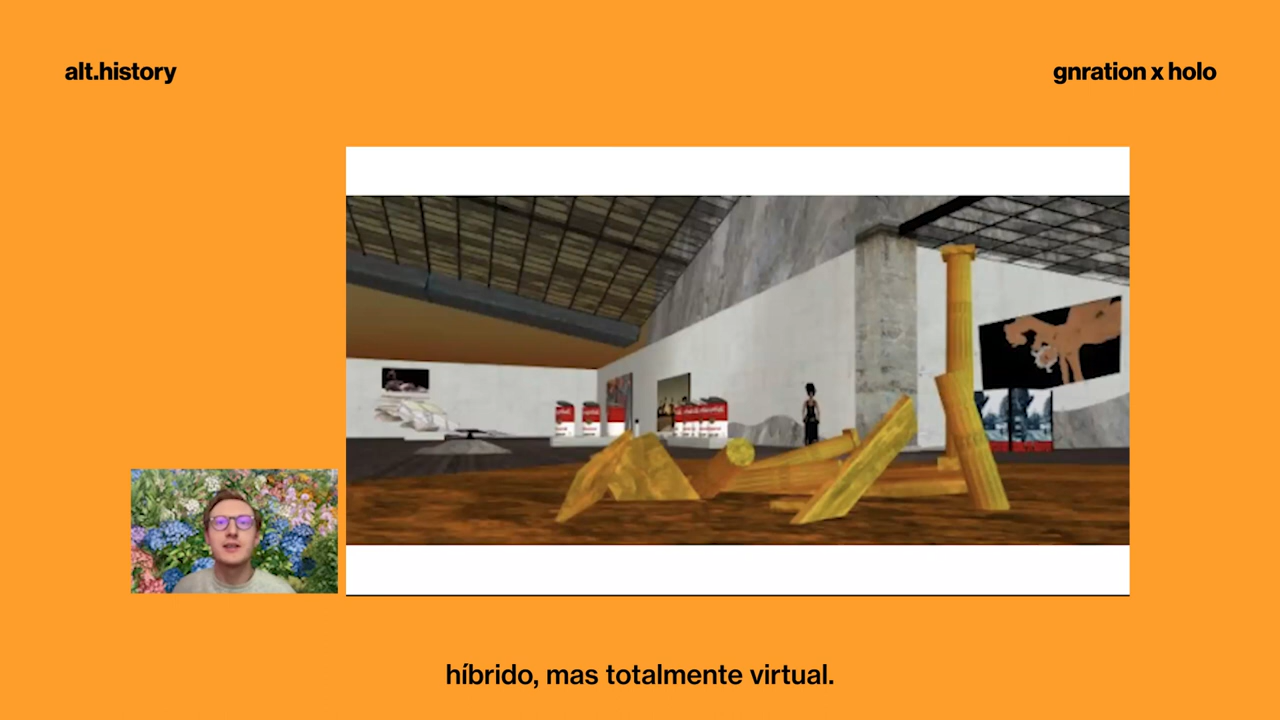 alt.history
gnration x holo
híbrido, mas totalmente virtual.